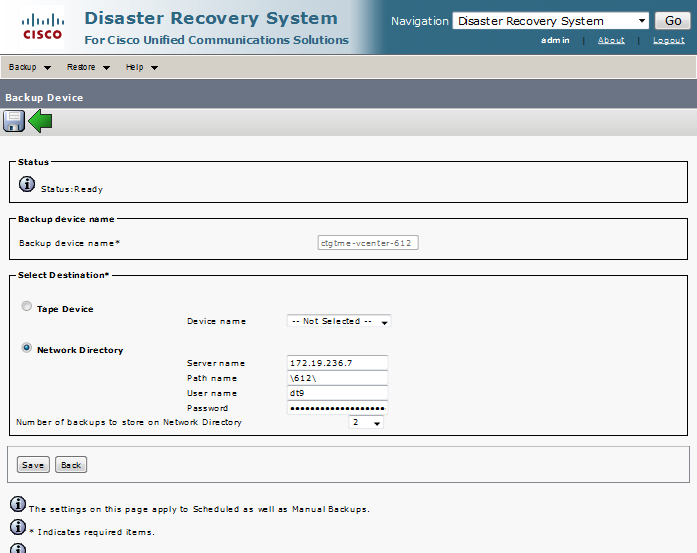 CISCO
Disaster Recovery System
For Cisco Unified Communications Solutions
Navigation Disaster Recovery System Go
admin | About | Logout
Backup Restore Help
Backup Device
Status
Status:Ready
Backup device name
Backup device name* ctgtme-vcenter-612
Select Destination*
Tape Device
Device name -- Not Selected --
Network Directory
Server name 172.19.236.7
Path name \612\
User name dt9
Password ••••••••••••••••••••
Number of backups to store on Network Directory 2
Save Back
The settings on this page apply to Scheduled as well as Manual Backups.
* Indicates required items.